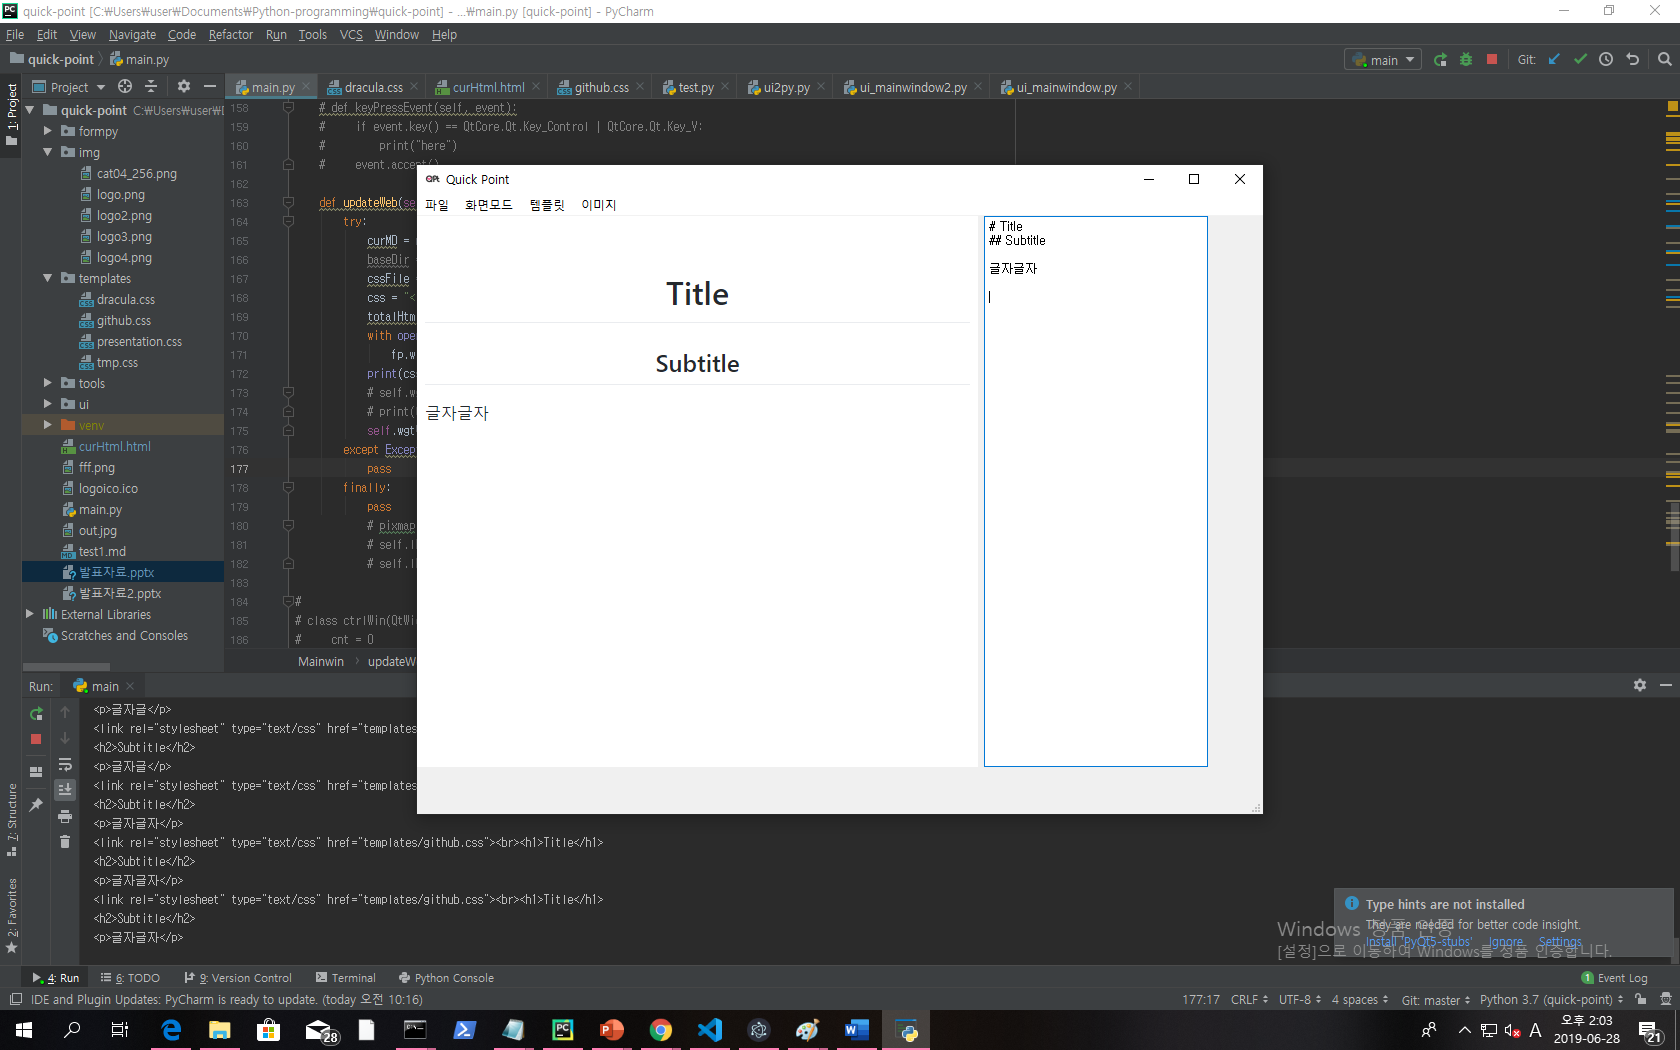 quick-point [C:₩Users₩user₩Documents₩Python-programming₩quick-point] - ...₩main.py [quick-point] - PyCharm
File Edit View Navigate Code Refactor Run Tools VCS Window Help
quick-point main.py
main
Git:
Project
main.py
dracula.css
curHtml.html
github.css
test.py
ui2py.py
ui_mainwindow2.py
ui_mainwindow.py
1: Project
quick-point C:₩Users₩user₩
formpy
img
cat04_256.png
logo.png
logo2.png
logo3.png
logo4.png
templates
dracula.css
github.css
presentation.css
tmp.css
tools
ui
venv
curHtml.html
fff.png
logoico.ico
main.py
out.jpg
test1.md
발표자료.pptx
발표자료2.pptx
External Libraries
Scratches and Consoles
158 # def keyPressEvent(self, event):
159 # if event.key() == QtCore.Qt.Key_Control | QtCore.Qt.Key_V:
160 # print("here")
161 # event.accept()
162
163 def updateWeb(se
164 try:
165 curMD =
166 baseDir
167 cssFile
168 css = "<
169 totalHtm
170 with ope
171 fp.w
172 print(cs
173 # self.w
174 # print(
175 self.wgt
176 except Excep
177 pass
178 finally:
179 pass
180 # pixmap
181 # self.l
182 # self.l
183
184 #
185 # class ctrlWin(QtWi
186 # cnt = 0
Mainwin updateW
Quick Point
파일 화면모드 템플릿 이미지
Title
Subtitle
글자글자
# Title
## Subtitle
글자글자
Run: main
<p>글자글</p>
<link rel="stylesheet" type="text/css" href="templates
<h2>Subtitle</h2>
<p>글자글</p>
<link rel="stylesheet" type="text/css" href="templates
<h2>Subtitle</h2>
<p>글자글자</p>
<link rel="stylesheet" type="text/css" href="templates/github.css"><br><h1>Title</h1>
<h2>Subtitle</h2>
<p>글자글자</p>
<link rel="stylesheet" type="text/css" href="templates/github.css"><br><h1>Title</h1>
<h2>Subtitle</h2>
<p>글자글자</p>
7: Structure
2: Favorites
Type hints are not installed
They are needed for better code insight.
Install 'PyQt5-stubs' Ignore Settings
Windows 정품 인증
[설정]으로 이동하여 Windows를 정품 인증합니다.
4: Run 6: TODO 9: Version Control Terminal Python Console
1 Event Log
IDE and Plugin Updates: PyCharm is ready to update. (today 오전 10:16)
177:17 CRLF UTF-8 4 spaces Git: master Python 3.7 (quick-point)
28
A
오후 2:03
2019-06-28
21